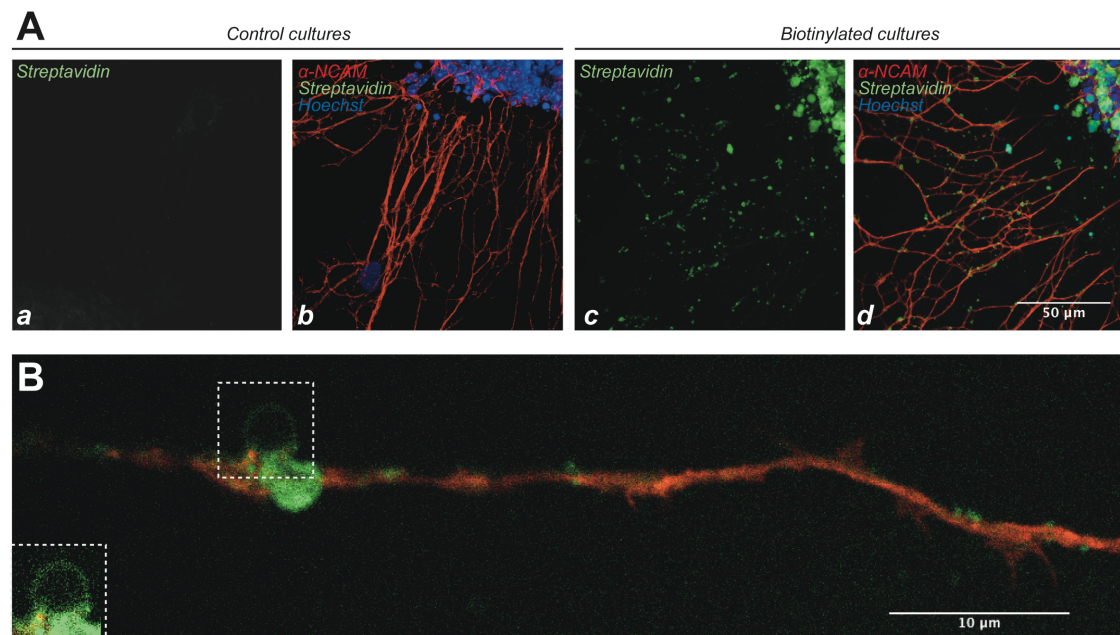 A
Control cultures
Biotinylated cultures
Streptavidin
a
α-NCAM
Streptavidin
Hoechst
b
Streptavidin
c
α-NCAM
Streptavidin
Hoechst
50 µm
d
B
10 µm